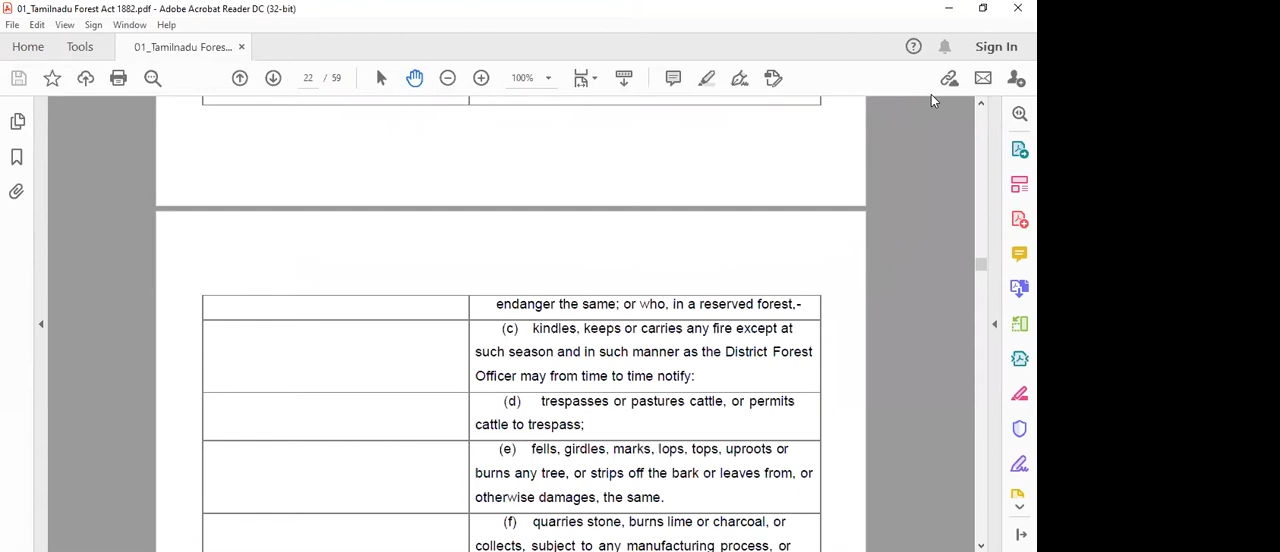 01_Tamilnadu Forest Act 1882.pdf - Adobe Acrobat Reader DC (32-bit)
File Edit View Sign Window Help
Home Tools 01_Tamilnadu Fores... × Sign In
22 / 59 100%
endanger the same; or who, in a reserved forest,-
(c) kindles, keeps or carries any fire except at
such season and in such manner as the District Forest
Officer may from time to time notify:
(d) trespasses or pastures cattle, or permits
cattle to trespass;
(e) fells, girdles, marks, lops, tops, uproots or
burns any tree, or strips off the bark or leaves from, or
otherwise damages, the same.
(f) quarries stone, burns lime or charcoal, or
collects, subject to any manufacturing process, or